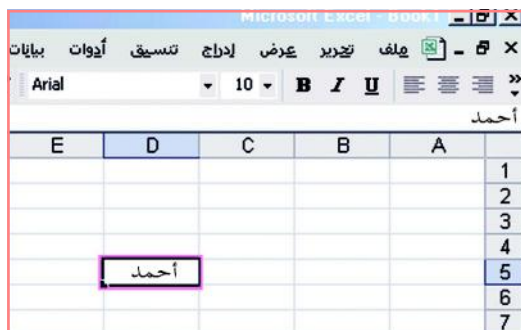 Microsoft Excel - Book1
ملف تحرير عرض إدراج تنسيق أدوات بيانات
Arial 10 B I U
أحمد
E D C B A
1
2
3
4
أحمد 5
6
7